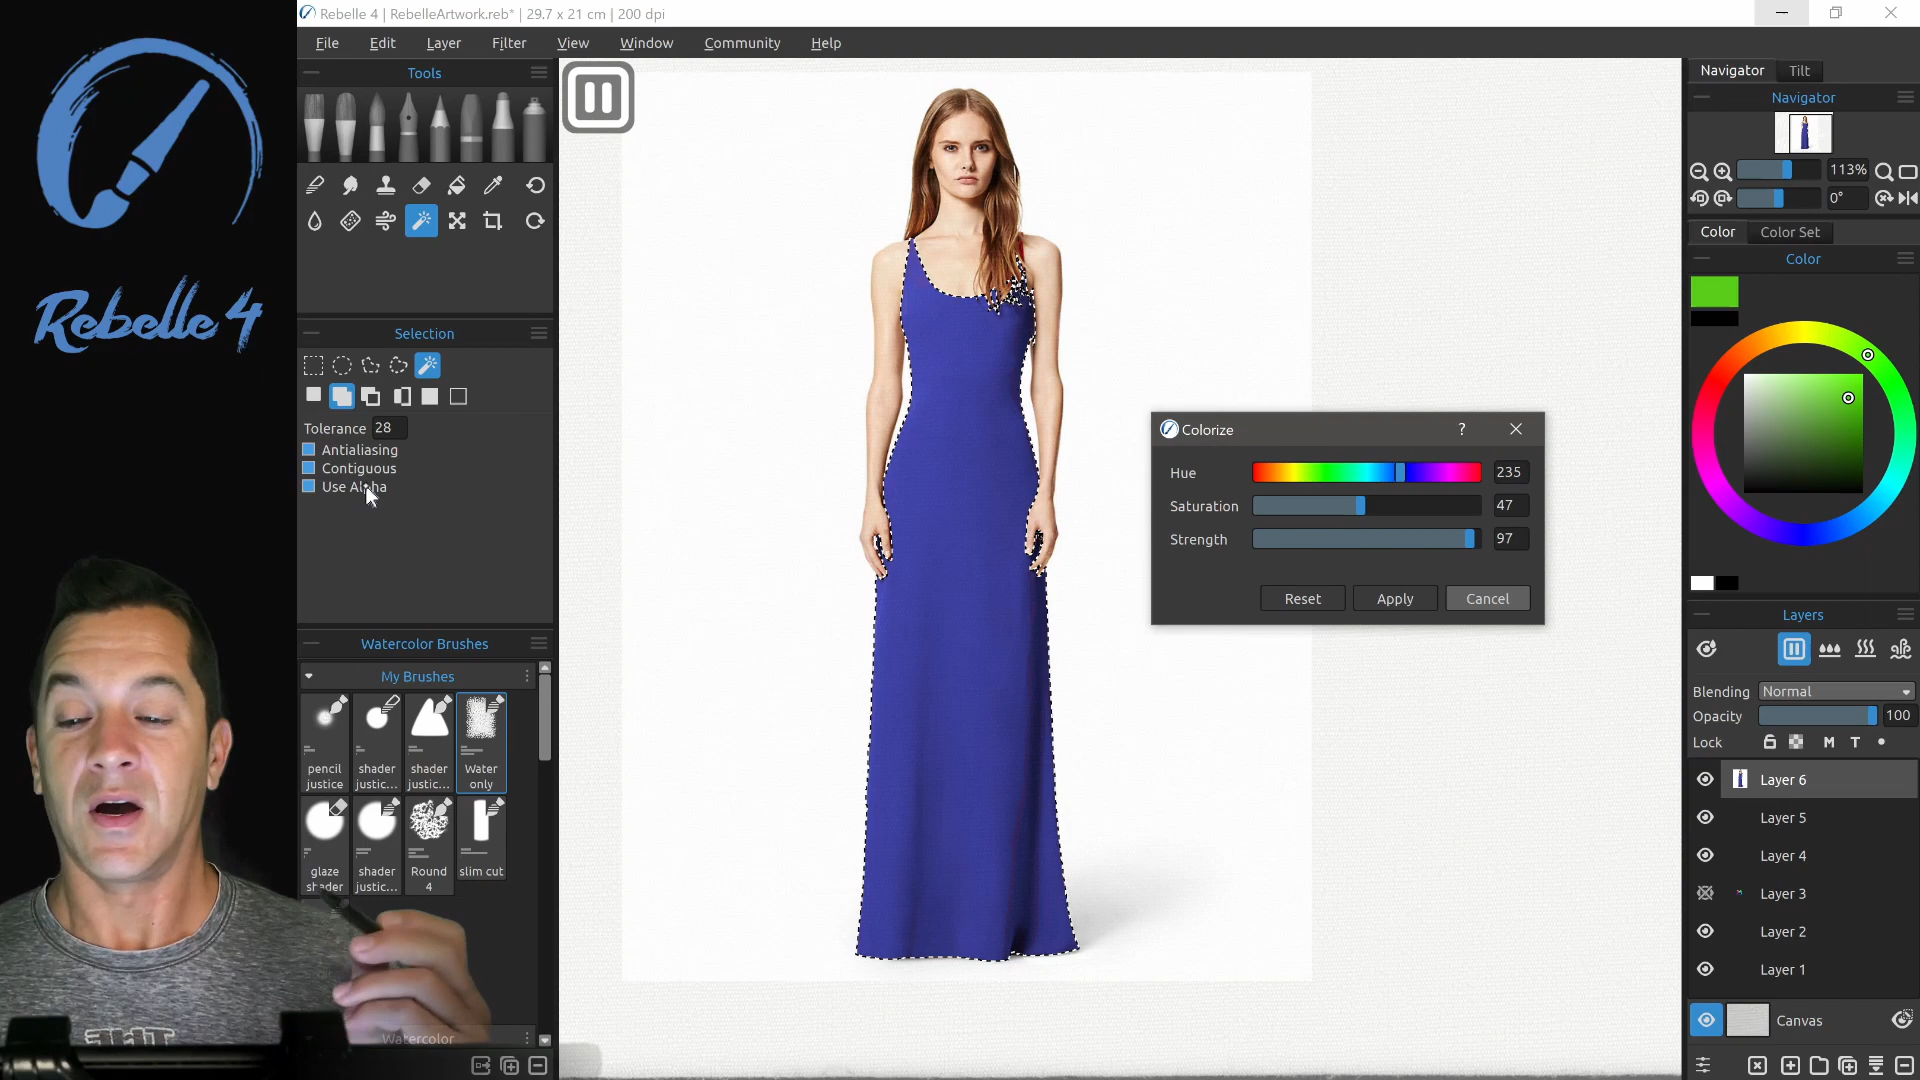 Rebelle 4 | RebelleArtwork.reb* | 29.7 x 21 cm | 200 dpi
File Edit Layer Filter View Window Community Help
Rebelle 4
Tools
Selection
Tolerance 28
Antialiasing
Contiguous
Use Alpha
Watercolor Brushes
My Brushes
pencil justice
shader justic...
shader justic...
Water only
glaze shader
shader justic...
Round 4
slim cut
Watercolor
Colorize ?
Hue 235
Saturation 47
Strength 97
Reset Apply Cancel
Navigator Tilt
Navigator
113%
0°
Color Color Set
Color
Layers
Blending Normal
Opacity 100
Lock M T
Layer 6
Layer 5
Layer 4
Layer 3
Layer 2
Layer 1
Canvas